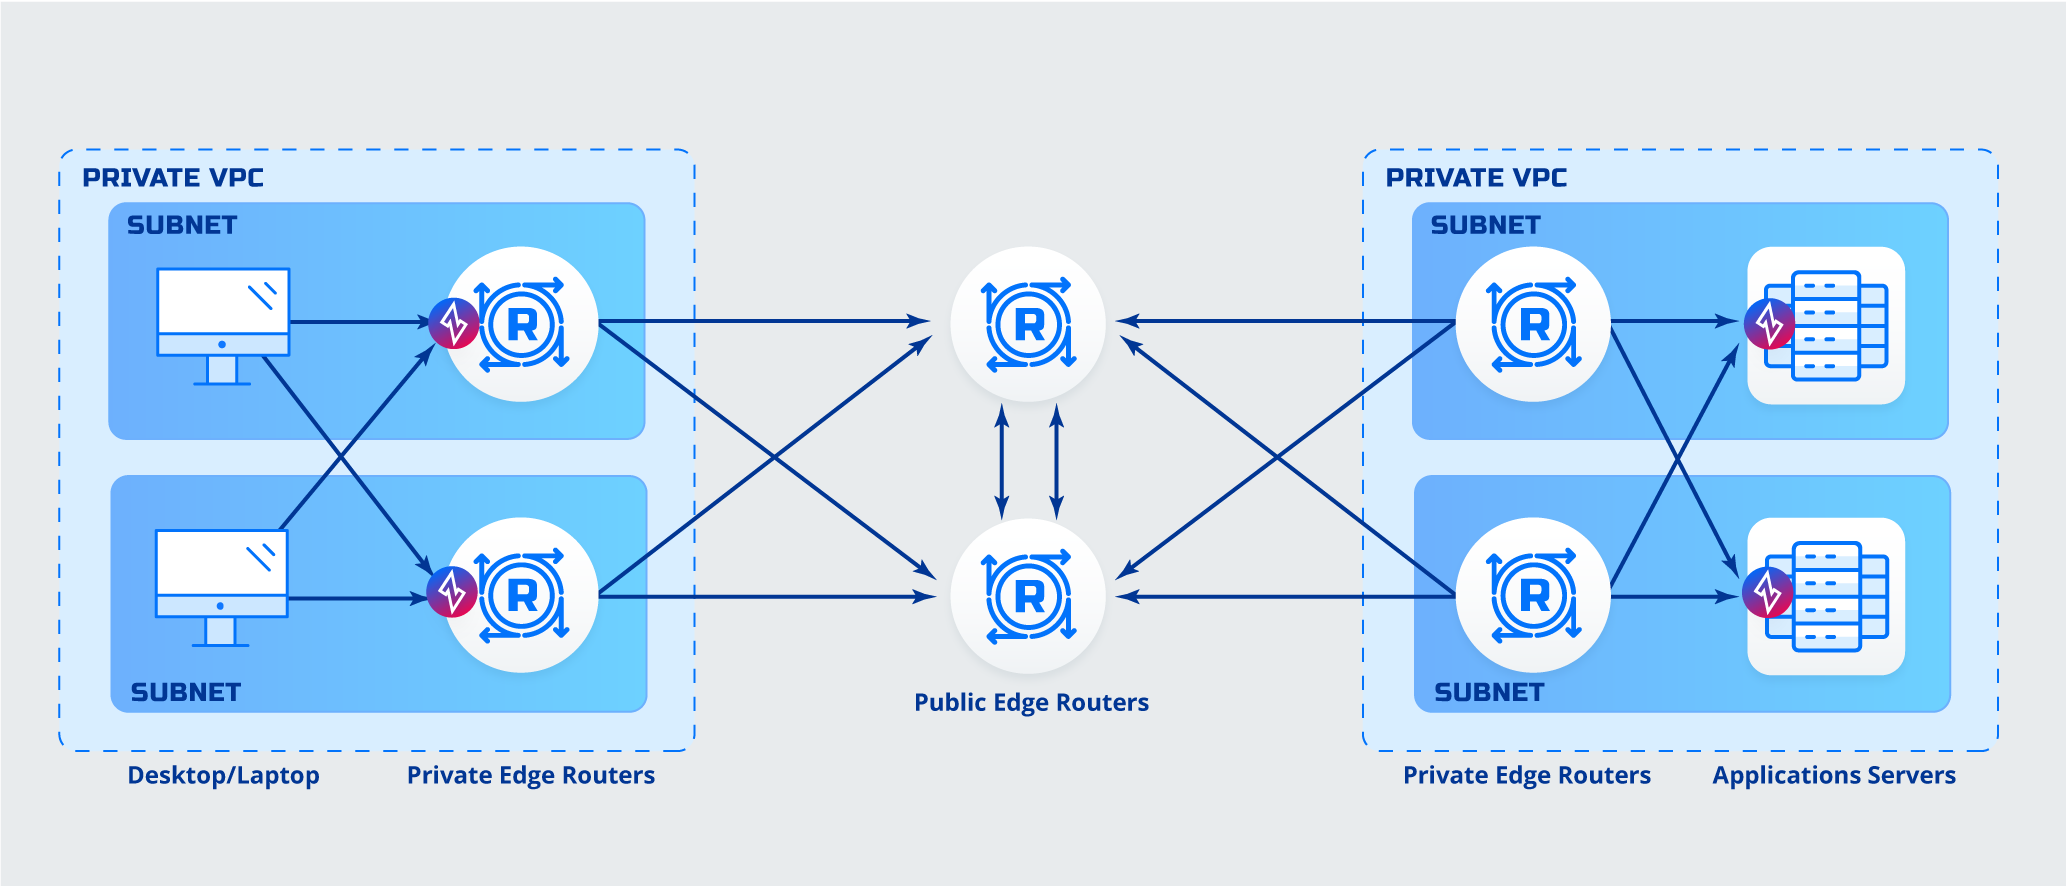 PRIVATE VPC
SUBNET
R
SUBNET
R
Desktop/Laptop
Private Edge Routers
R
R
Public Edge Routers
PRIVATE VPC
SUBNET
R
SUBNET
R
Private Edge Routers
Applications Servers